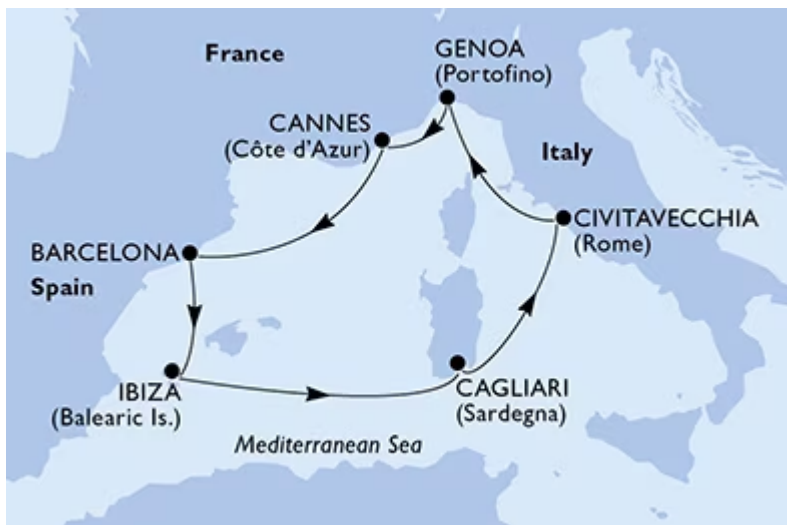 France
GENOA
(Portofino)
CANNES
(Côte d'Azur)
Italy
CIVITAVECCHIA
(Rome)
BARCELONA
Spain
IBIZA
(Balearic Is.)
CAGLIARI
(Sardegna)
Mediterranean Sea